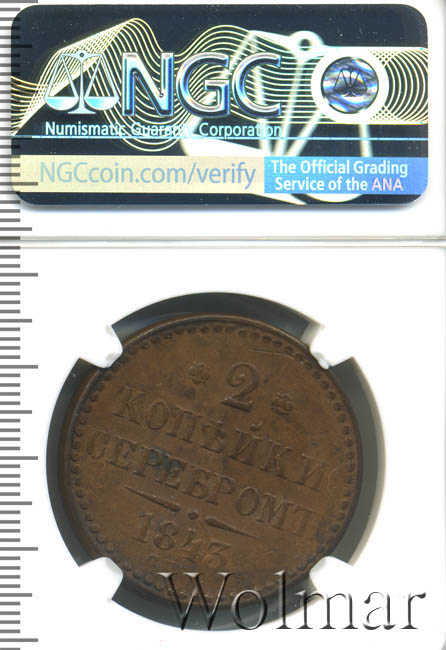 NGC
Numismatic Guaranty Corporation
NGCcoin.com/verify
The Official Grading
Service of the ANA
* 2 *
КОПѢЙКИ
СЕРЕБРОМЪ
1843
Wolmar